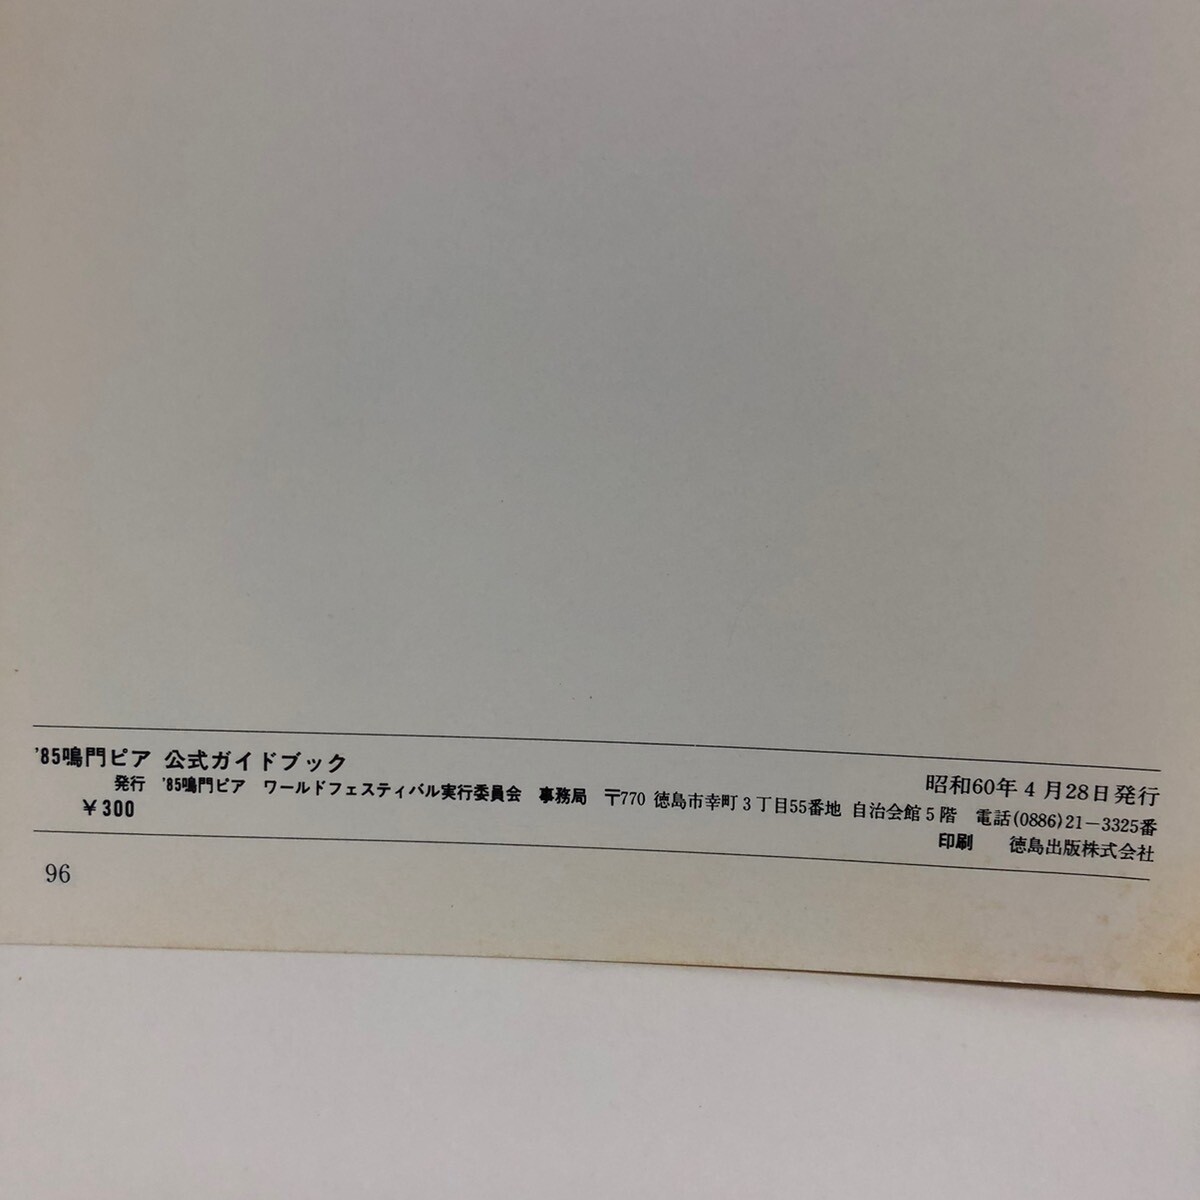 '85鳴門ピア 公式ガイドブック 昭和60年4月28日発行
発行 '85鳴門ピア ワールドフェスティバル実行委員会 事務局 〒770 徳島市幸町3丁目55番地 自治会館5階 電話(0886)21-3325番
¥300 印刷 徳島出版株式会社
96